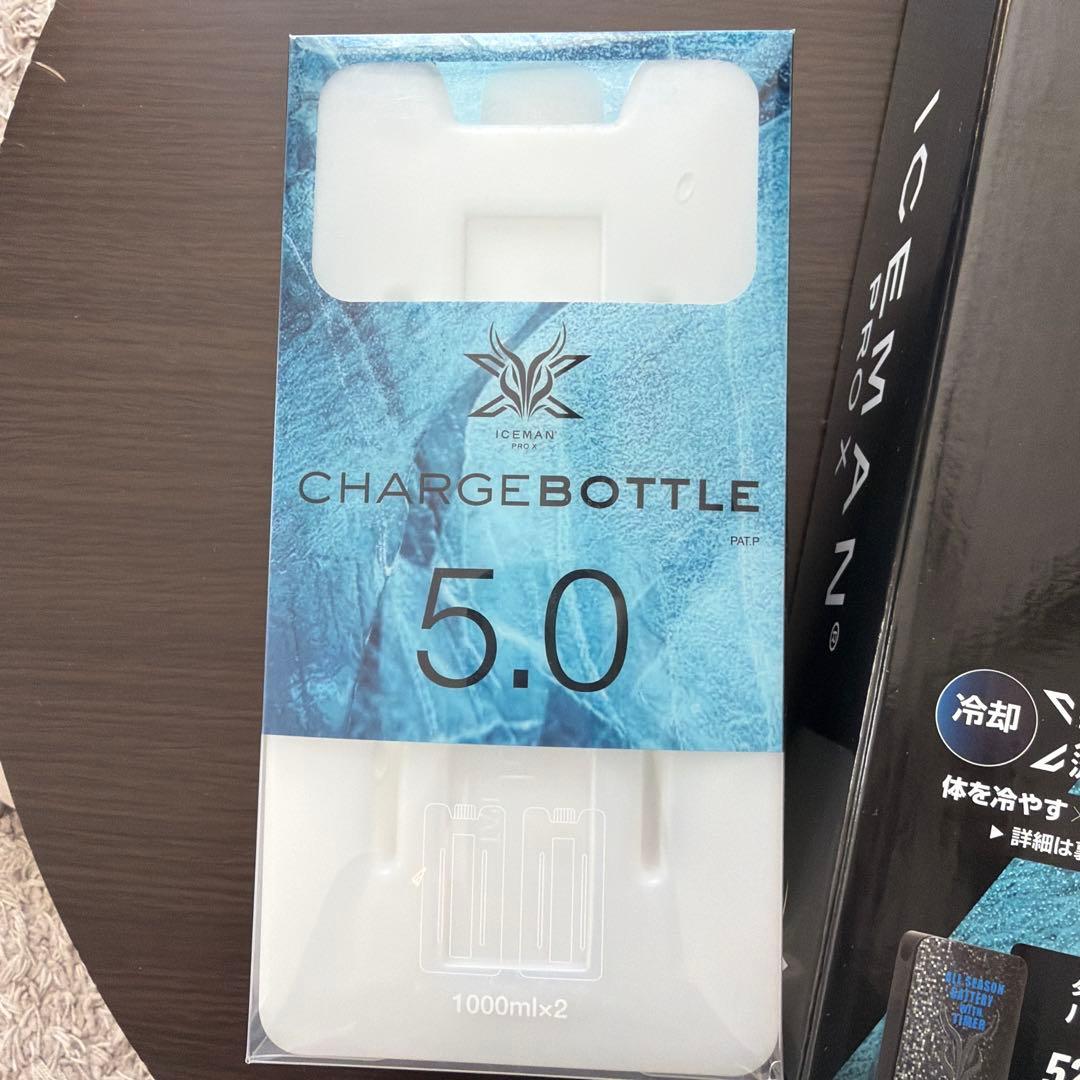 ICEMAN®
PRO X
CHARGEBOTTLE
PAT.P
5.0
1000ml×2
ICEMAN®
PRO X
冷却
体を冷やす
▶ 詳細は
ALL SEASON
BATTERY
WITH
TIMER